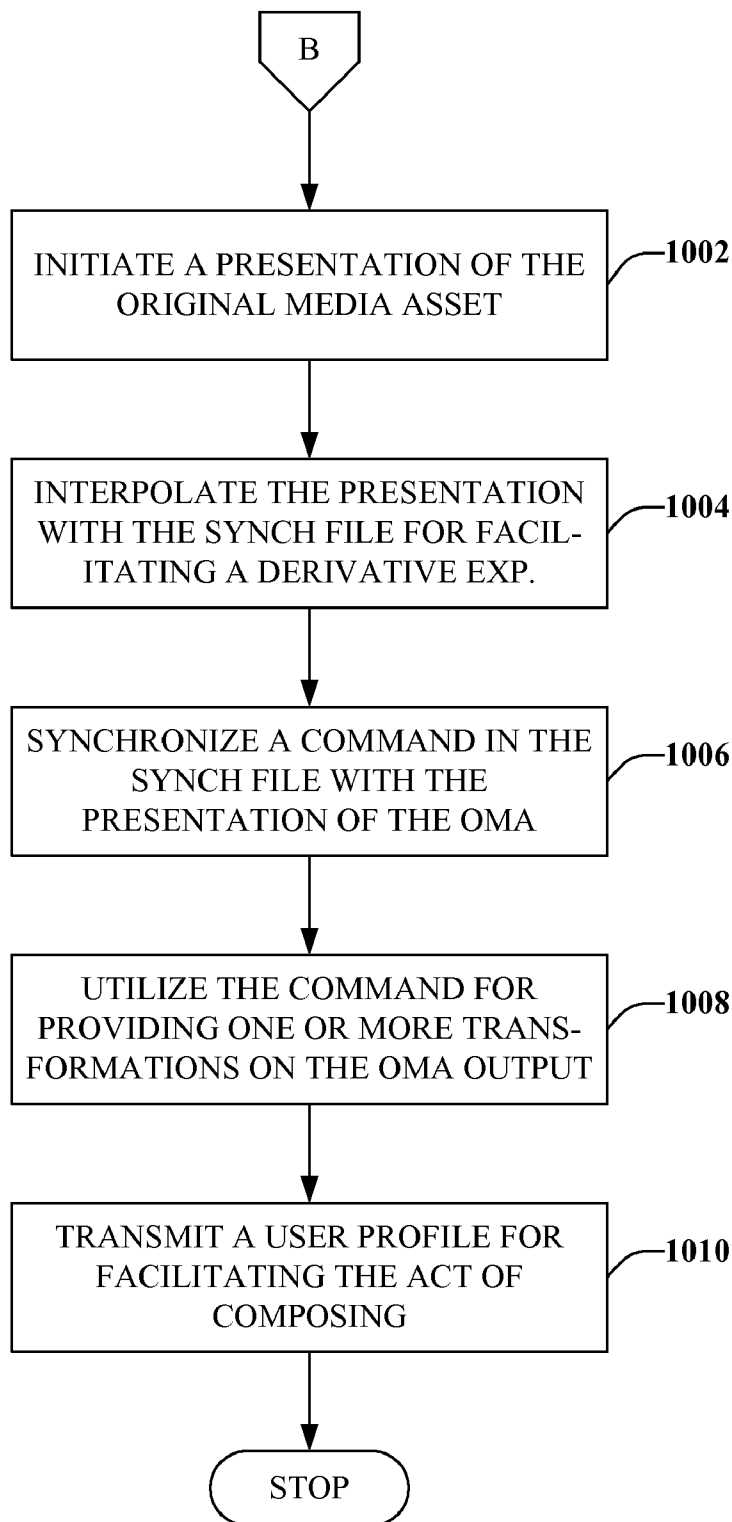 B
INITIATE A PRESENTATION OF THE
ORIGINAL MEDIA ASSET
1002
INTERPOLATE THE PRESENTATION
WITH THE SYNCH FILE FOR FACIL-
ITATING A DERIVATIVE EXP.
1004
SYNCHRONIZE A COMMAND IN THE
SYNCH FILE WITH THE
PRESENTATION OF THE OMA
1006
UTILIZE THE COMMAND FOR
PROVIDING ONE OR MORE TRANS-
FORMATIONS ON THE OMA OUTPUT
1008
TRANSMIT A USER PROFILE FOR
FACILITATING THE ACT OF
COMPOSING
1010
STOP